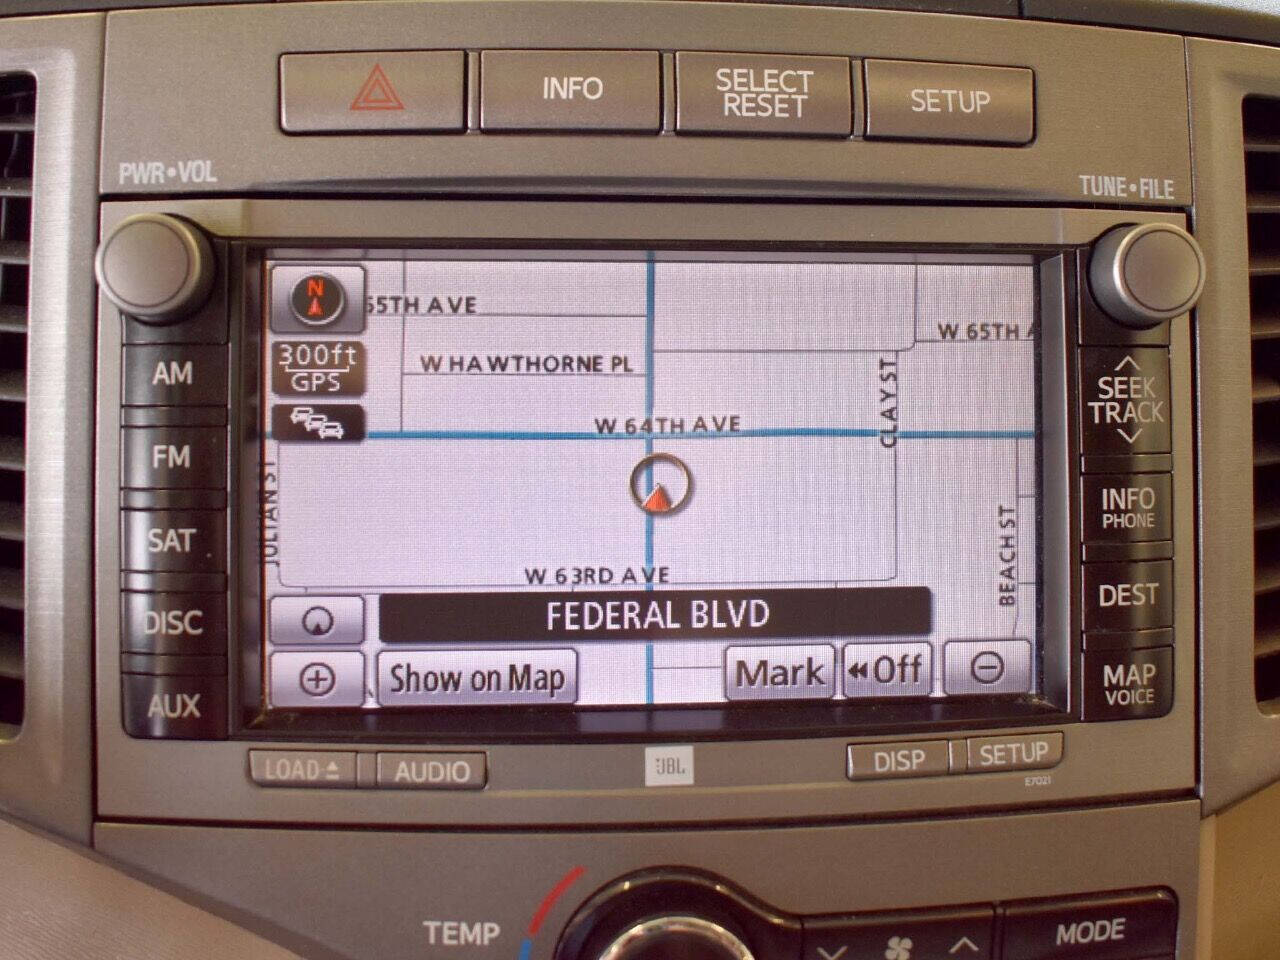 INFO
SELECT
RESET
SETUP
PWR•VOL
TUNE•FILE
N
55TH AVE
W 65TH A
300ft
GPS
W HAWTHORNE PL
CLAY ST
W 64TH AVE
JULIAN ST
BEACH ST
W 63RD AVE
FEDERAL BLVD
Show on Map
Mark
Off
AM
FM
SAT
DISC
AUX
SEEK
TRACK
INFO
PHONE
DEST
MAP
VOICE
LOAD
AUDIO
JBL
DISP
SETUP
E7021
TEMP
MODE